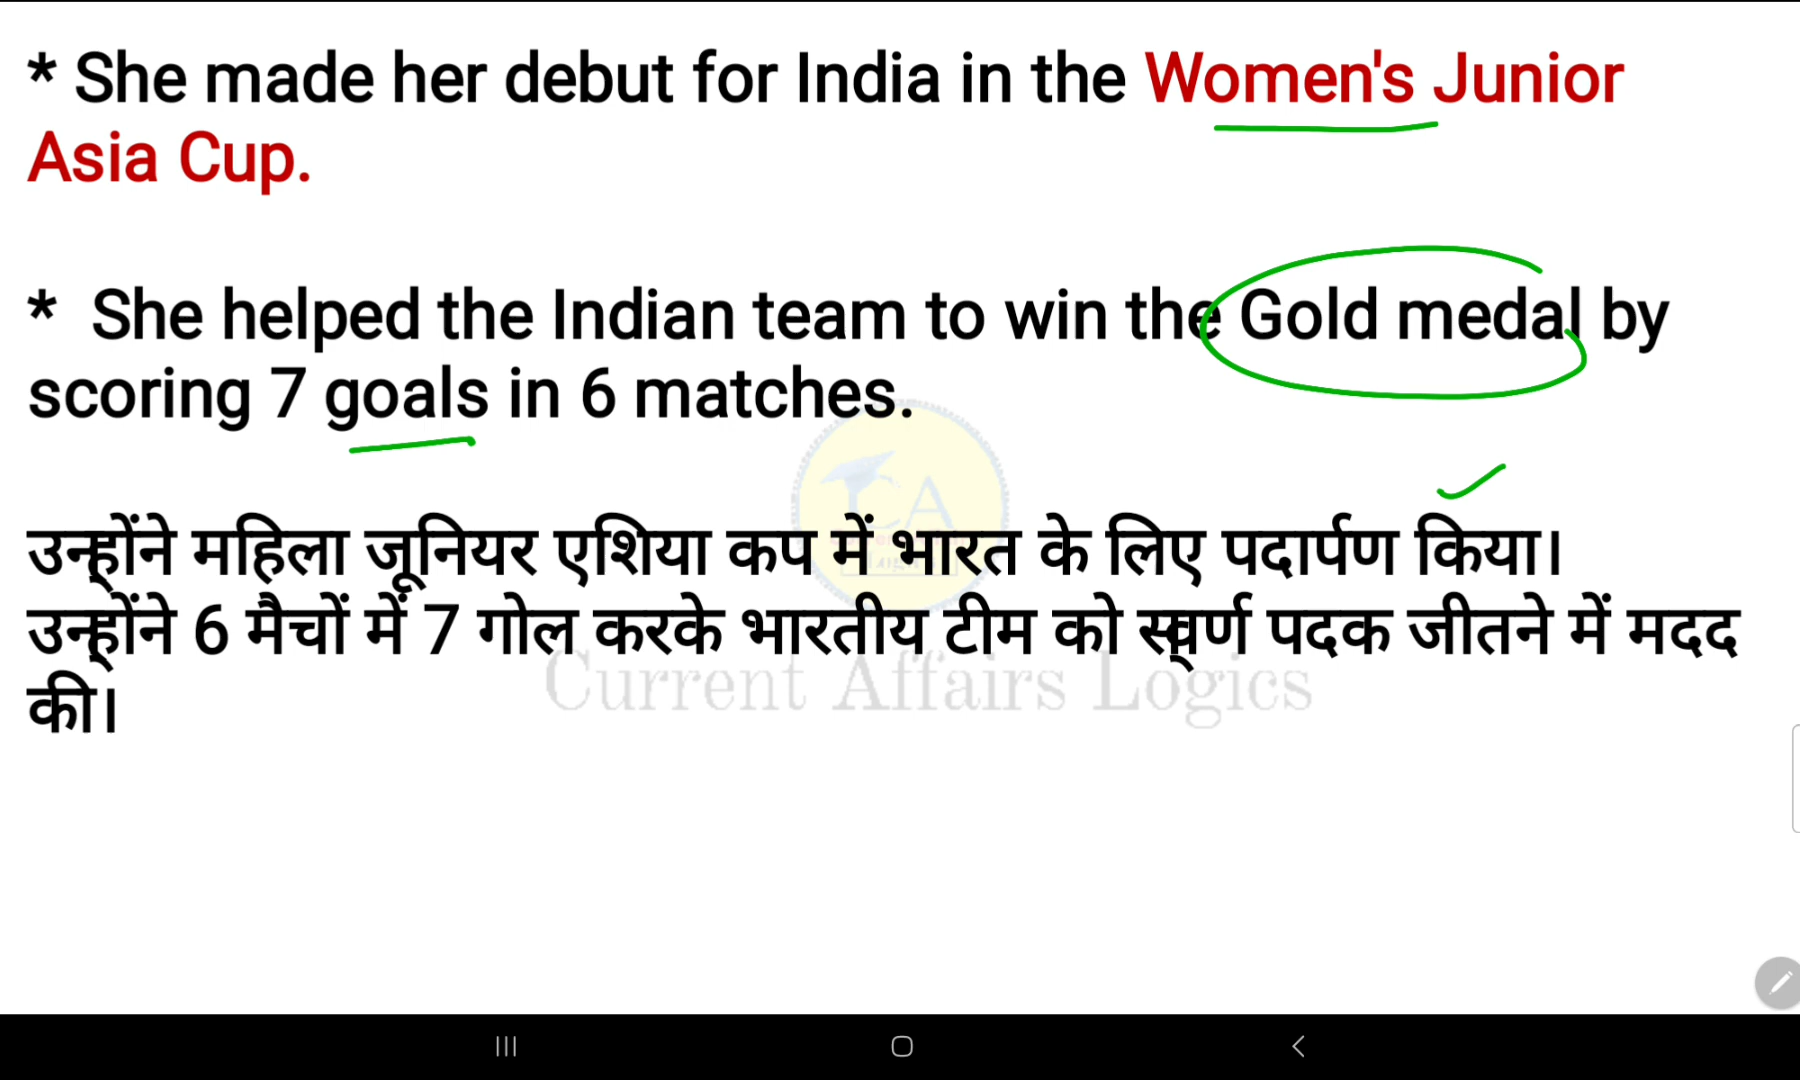 * She made her debut for India in the Women's Junior
Asia Cup.
* She helped the Indian team to win the Gold medal by
scoring 7 goals in 6 matches.
उन्होंने महिला जूनियर एशिया कप में भारत के लिए पदार्पण किया।
उन्होंने 6 मैचों में 7 गोल करके भारतीय टीम को स्वर्ण पदक जीतने में मदद
की।
CA
Current Affairs Logics